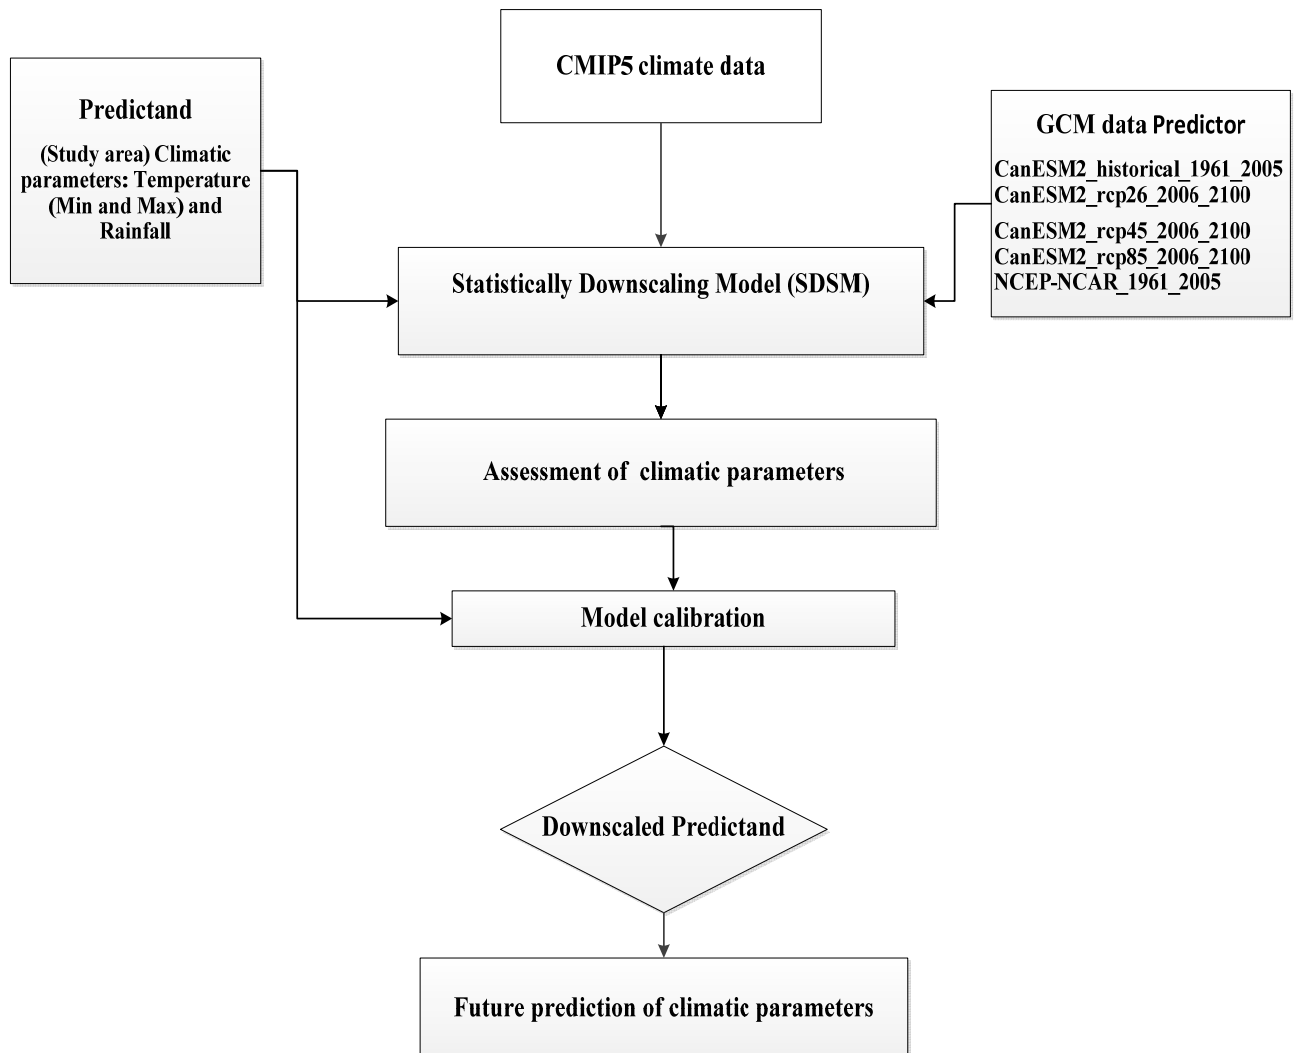 CMIP5 climate data
Predictand
(Study area) Climatic
parameters: Temperature
(Min and Max) and
Rainfall
GCM data Predictor
CanESM2_historical_1961_2005
CanESM2_rcp26_2006_2100
CanESM2_rcp45_2006_2100
CanESM2_rcp85_2006_2100
NCEP-NCAR_1961_2005
Statistically Downscaling Model (SDSM)
Assessment of climatic parameters
Model calibration
Downscaled Predictand
Future prediction of climatic parameters